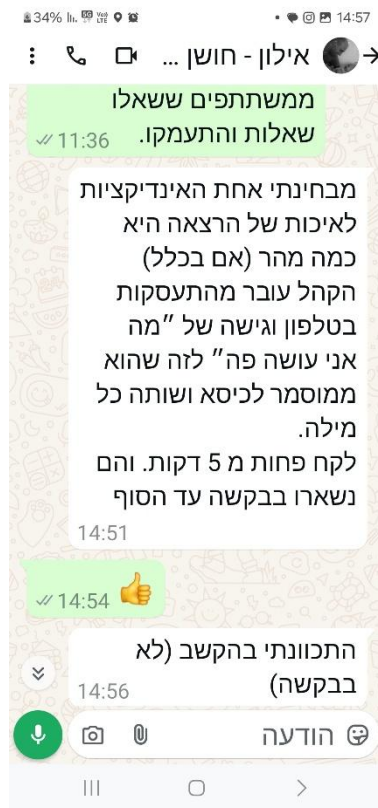 34% 14:57
אילון - חושן ...
ממשתתפים ששאלו
שאלות והתעמקו.
11:36
מבחינתי אחת האינדיקציות
לאיכות של הרצאה היא
כמה מהר (אם בכלל)
הקהל עובר מהתעסקות
בטלפון וגישה של "מה
אני עושה פה" לזה שהוא
ממוסמר לכיסא ושותה כל
מילה.
לקח פחות מ 5 דקות. והם
נשארו בבקשה עד הסוף
14:51
👍
14:54
התכוונתי בהקשב (לא
בבקשה)
14:56
הודעה